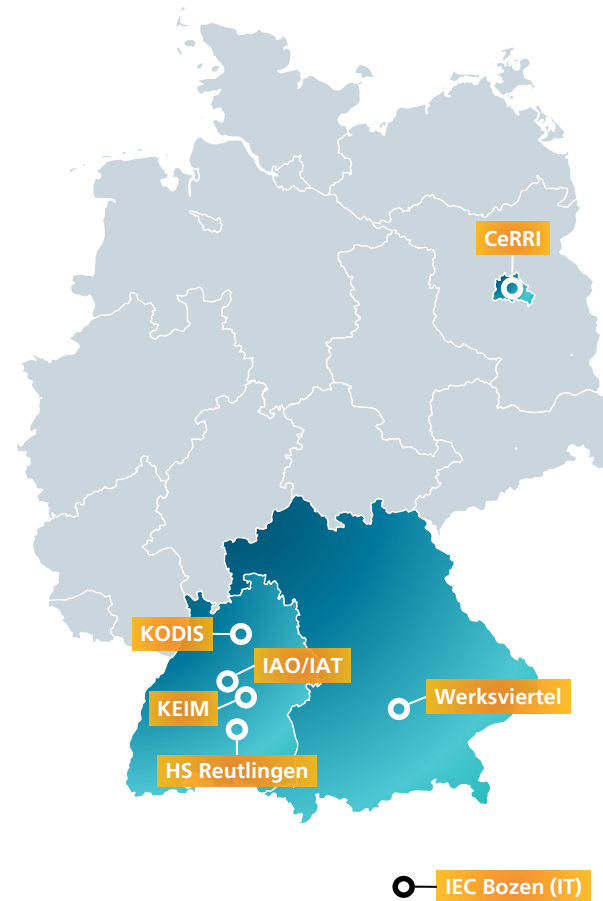 CeRRI
KODIS
IAO/IAT
KEIM
Werksviertel
HS Reutlingen
IEC Bozen (IT)